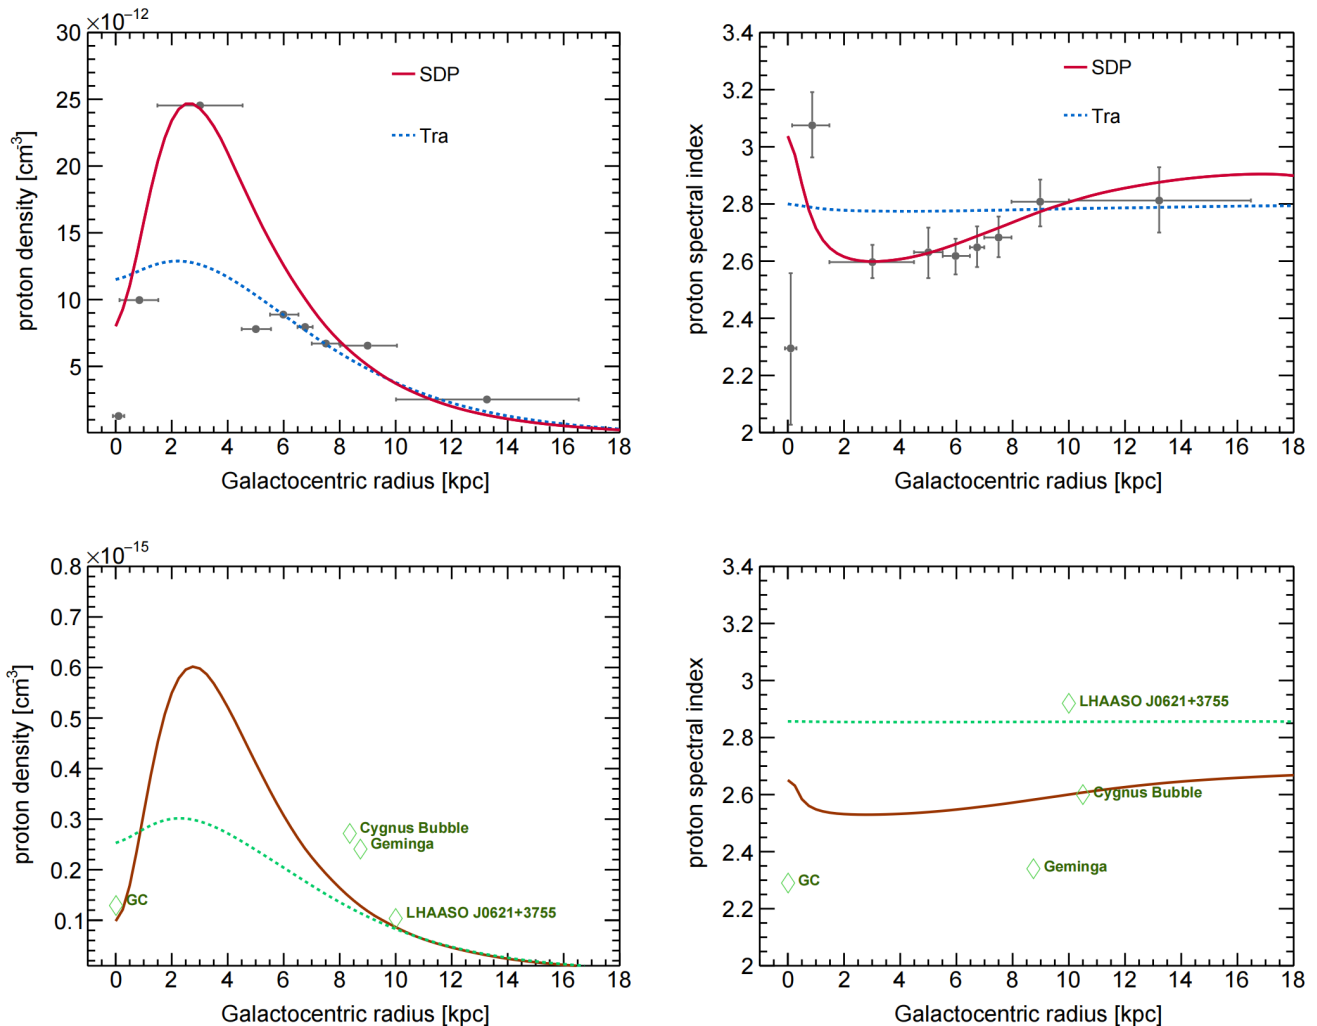 ×10⁻¹²
30
25
20
15
10
5
proton density [cm⁻³]
SDP
Tra
0 2 4 6 8 10 12 14 16 18
Galactocentric radius [kpc]
3.4
3.2
3
2.8
2.6
2.4
2.2
2
proton spectral index
SDP
Tra
0 2 4 6 8 10 12 14 16 18
Galactocentric radius [kpc]
×10⁻¹⁵
0.8
0.7
0.6
0.5
0.4
0.3
0.2
0.1
proton density [cm⁻³]
Cygnus Bubble
Geminga
GC
LHAASO J0621+3755
0 2 4 6 8 10 12 14 16 18
Galactocentric radius [kpc]
3.4
3.2
3
2.8
2.6
2.4
2.2
2
proton spectral index
LHAASO J0621+3755
Cygnus Bubble
Geminga
GC
0 2 4 6 8 10 12 14 16 18
Galactocentric radius [kpc]